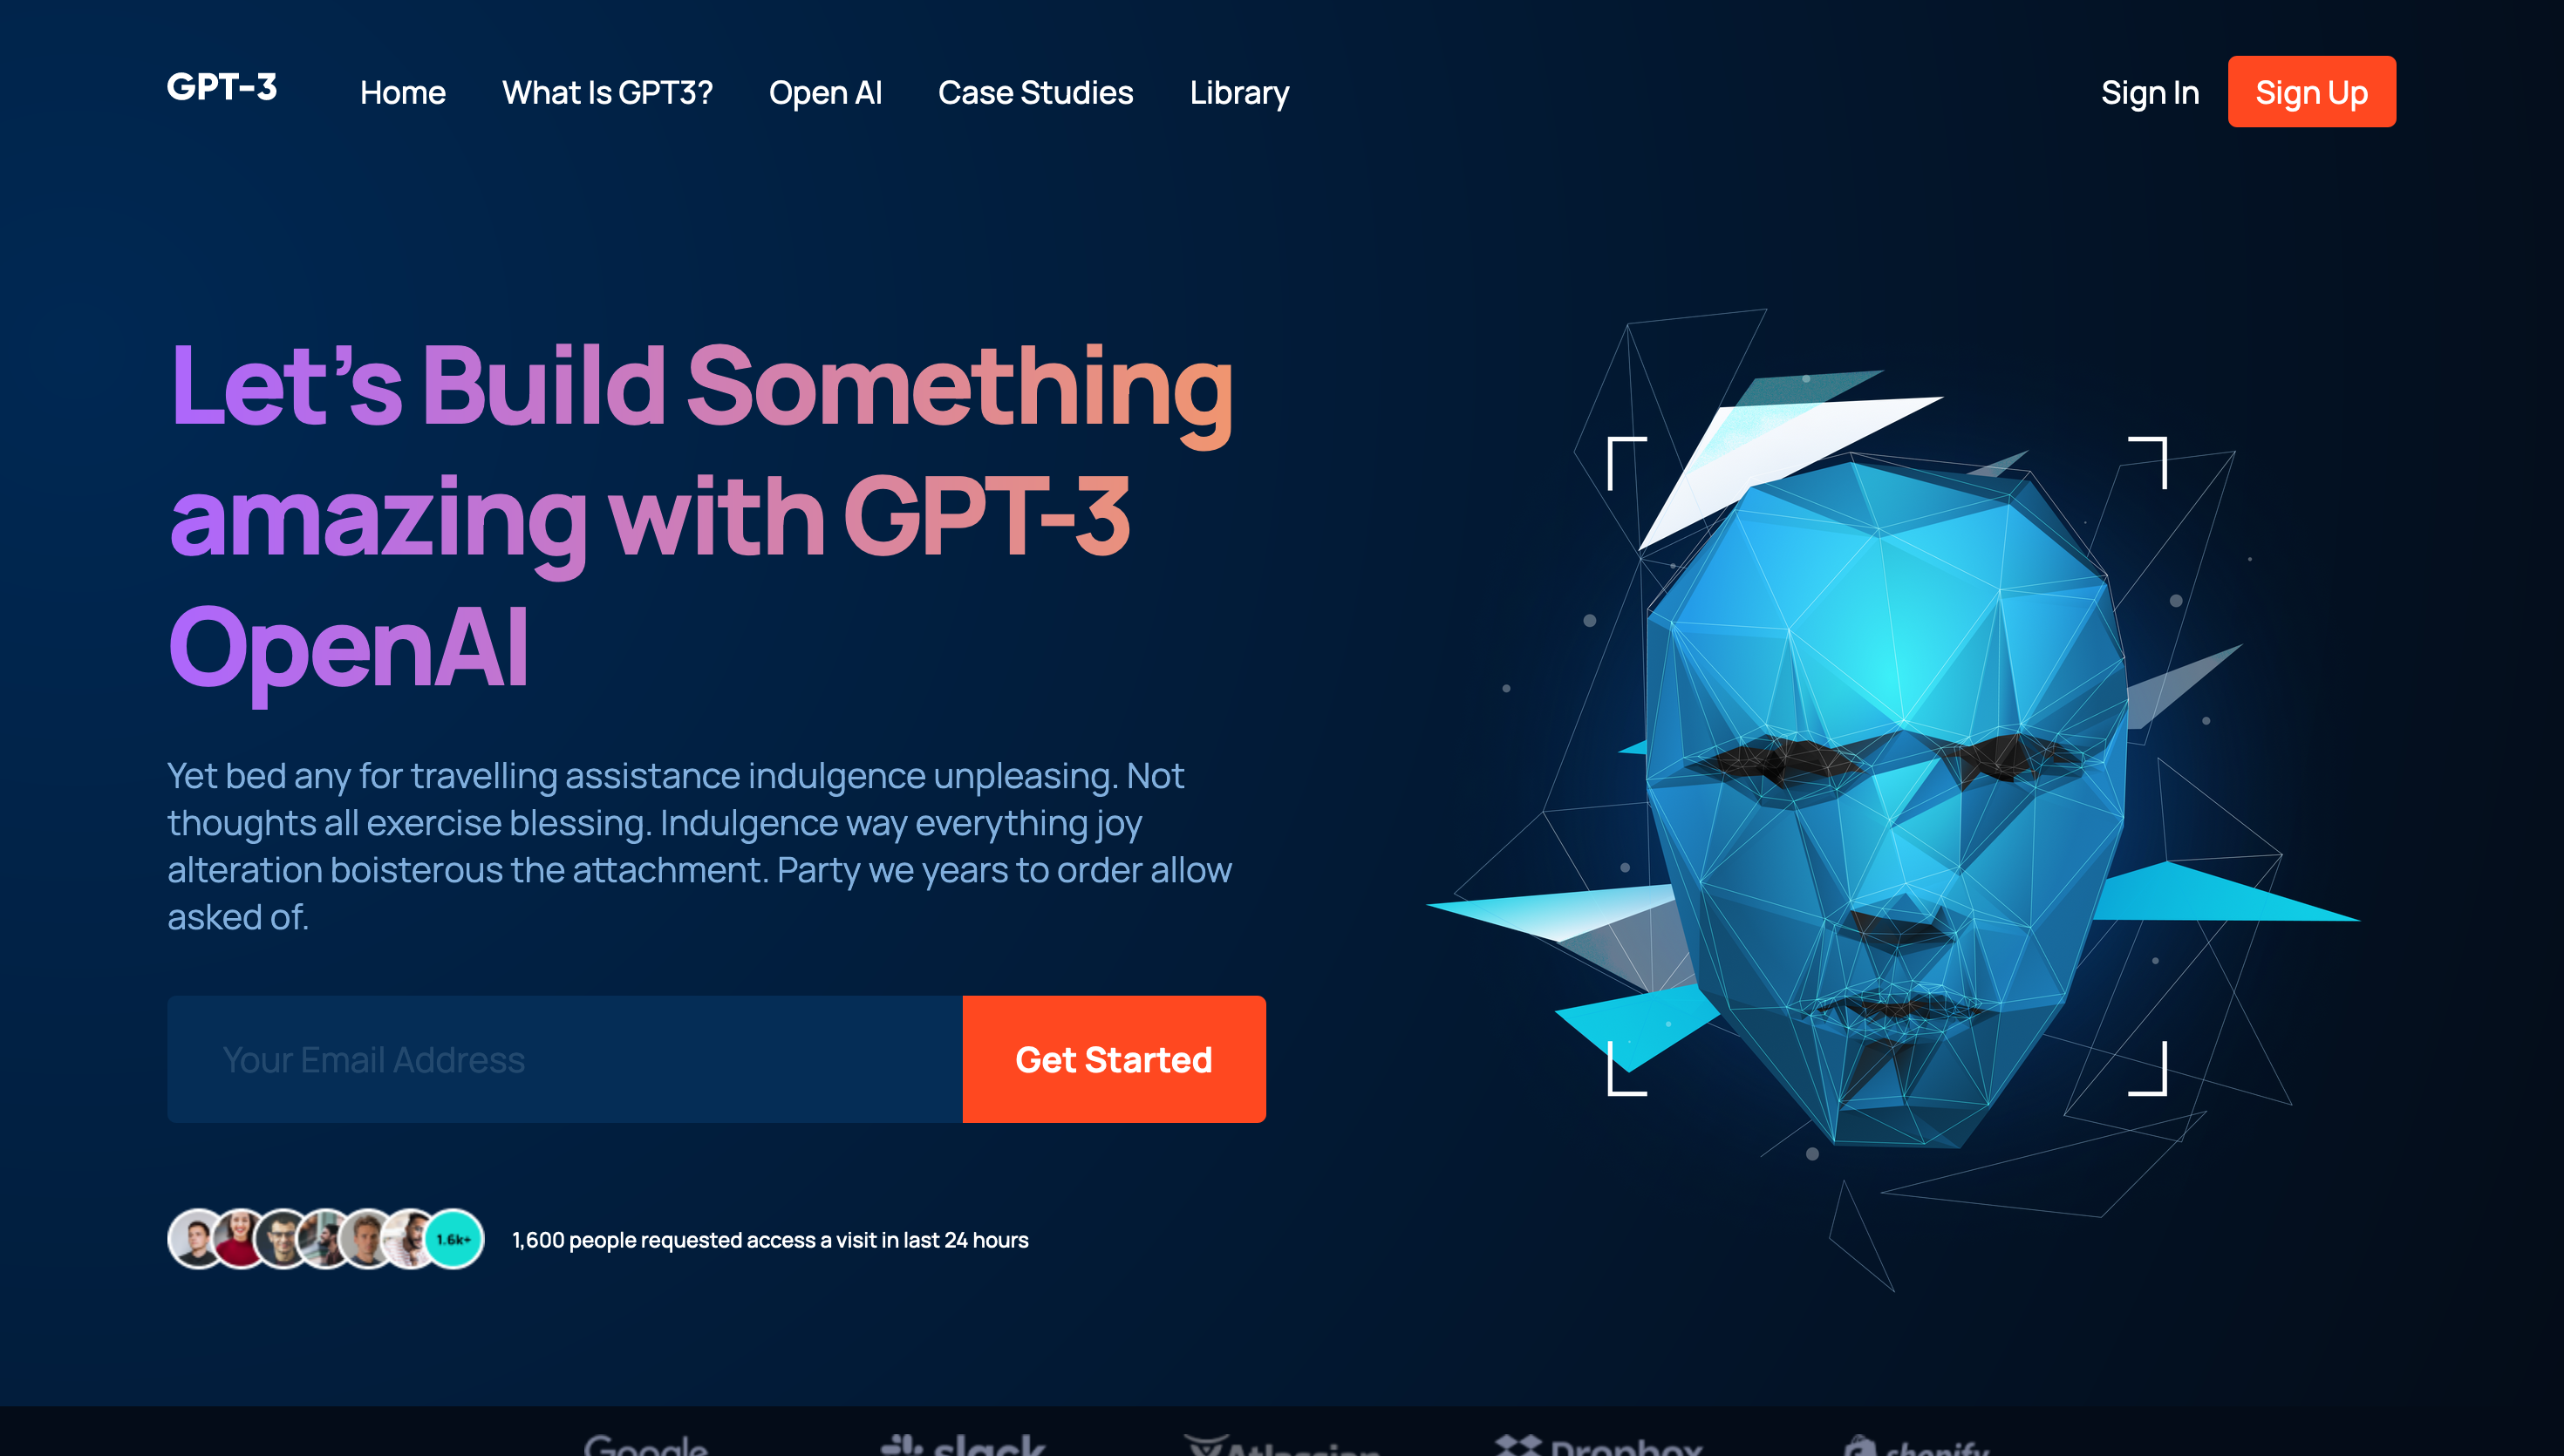 GPT-3
Home What Is GPT3? Open AI Case Studies Library
Sign In Sign Up
Let’s Build Something
amazing with GPT-3
OpenAI
Yet bed any for travelling assistance indulgence unpleasing. Not
thoughts all exercise blessing. Indulgence way everything joy
alteration boisterous the attachment. Party we years to order allow
asked of.
Your Email Address
Get Started
1.6k+
1,600 people requested access a visit in last 24 hours
Google slack Atlassian Dropbox shopify